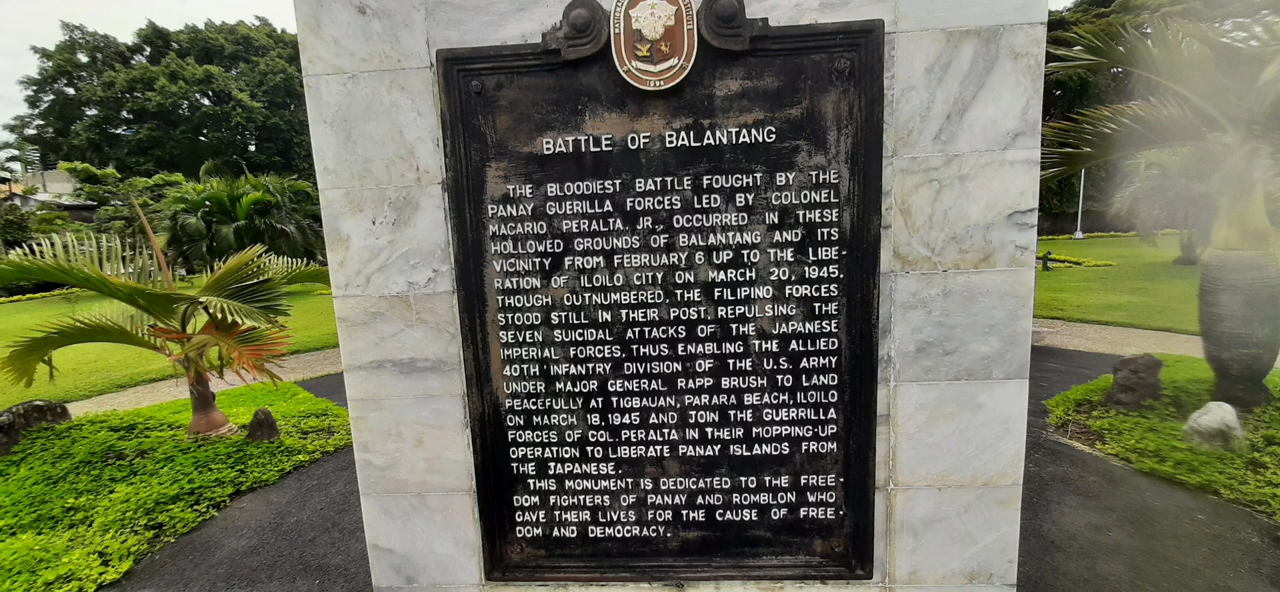 BATTLE OF BALANTANG
THE BLOODIEST BATTLE FOUGHT BY THE
PANAY GUERILLA FORCES LED BY COLONEL
MACARIO PERALTA, JR., OCCURRED IN THESE
HOLLOWED GROUNDS OF BALANTANG AND ITS
VICINITY FROM FEBRUARY 6 UP TO THE LIBE-
RATION OF ILOILO CITY ON MARCH 20, 1945.
THOUGH OUTNUMBERED, THE FILIPINO FORCES
STOOD STILL IN THEIR POST, REPULSING THE
SEVEN SUICIDAL ATTACKS OF THE JAPANESE
IMPERIAL FORCES, THUS ENABLING THE ALLIED
40TH INFANTRY DIVISION OF THE U.S. ARMY
UNDER MAJOR GENERAL RAPP BRUSH TO LAND
PEACEFULLY AT TIGBAUAN, PARARA BEACH, ILOILO
ON MARCH 18, 1945 AND JOIN THE GUERRILLA
FORCES OF COL. PERALTA IN THEIR MOPPING-UP
OPERATION TO LIBERATE PANAY ISLANDS FROM
THE JAPANESE.
THIS MONUMENT IS DEDICATED TO THE FREE-
DOM FIGHTERS OF PANAY AND ROMBLON WHO
GAVE THEIR LIVES FOR THE CAUSE OF FREE-
DOM AND DEMOCRACY.